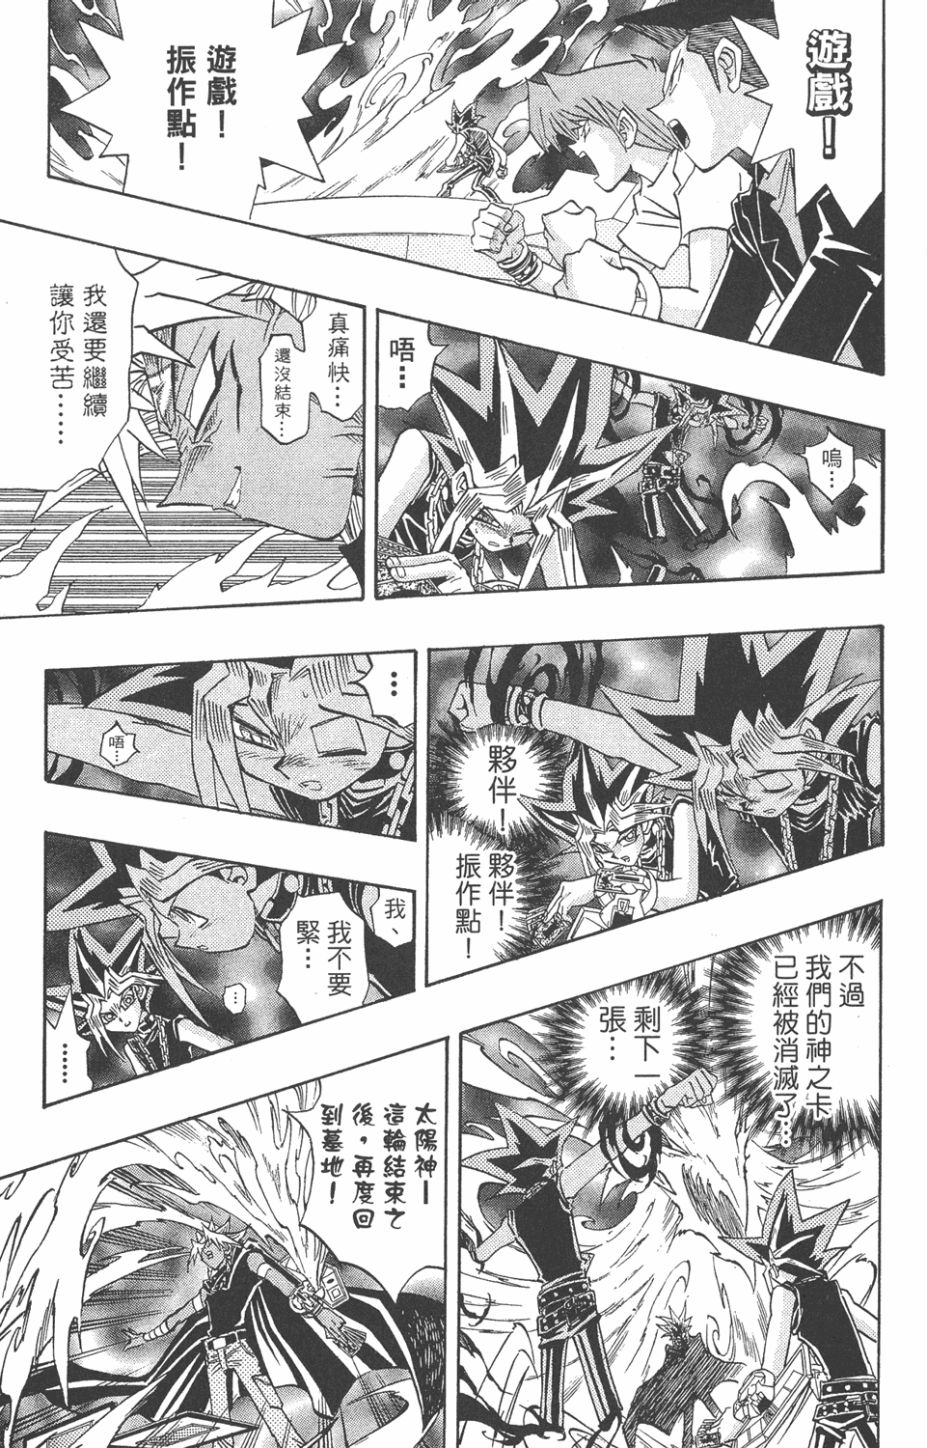 遊戲！
遊戲！
振作點！
嗚…
唔…
真痛快…
還沒結束…
我還要繼續
讓你受苦……
夥伴！
夥伴！
振作點！
…
唔…
我、
我不要
緊…
…
……
不過
我們的神之卡
已經被消滅了…
剩下一
張…
太陽神—
這輪結束之
後，再度回
到墓地！